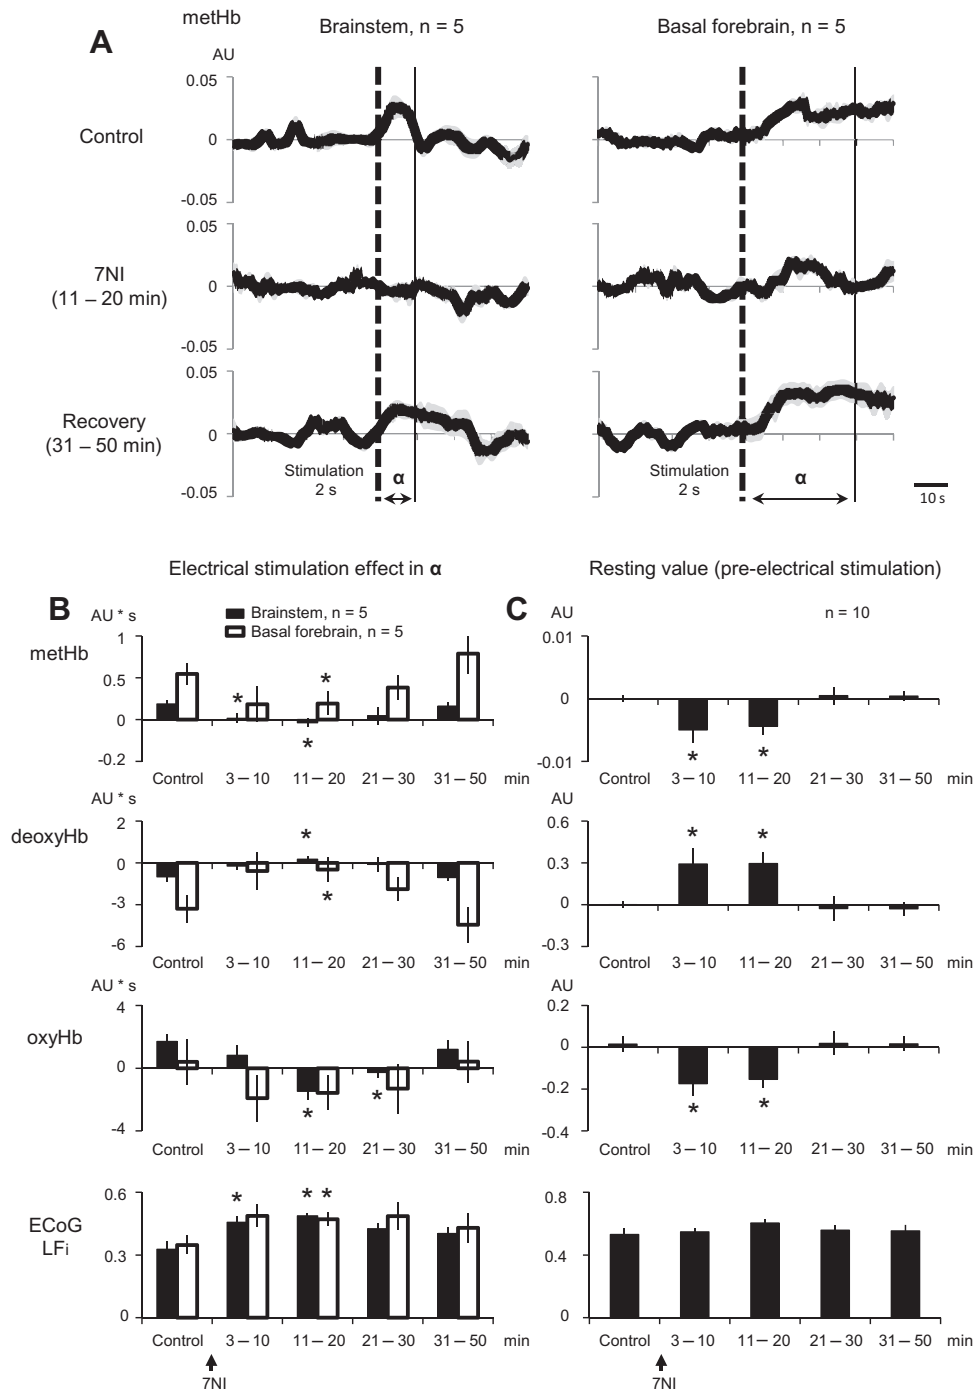 metHb
A
Brainstem, n = 5
Basal forebrain, n = 5
AU
0.05
Control
0
-0.05
0.05
7NI
(11 – 20 min)
0
-0.05
0.05
Recovery
(31 – 50 min)
0
-0.05
Stimulation
2 s
α
Stimulation
2 s
α
10 s
Electrical stimulation effect in α
Resting value (pre-electrical stimulation)
B
AU * s
Brainstem, n = 5
Basal forebrain, n = 5
metHb
1
0.5
0
-0.2
* * *
Control 3 – 10 11 – 20 21 – 30 31 – 50 min
AU * s
deoxyHb
2
0
-3
-6
* *
Control 3 – 10 11 – 20 21 – 30 31 – 50 min
AU * s
oxyHb
4
0
-4
* *
Control 3 – 10 11 – 20 21 – 30 31 – 50 min
ECoG
LFi
0.6
0.3
0
* * *
Control 3 – 10 11 – 20 21 – 30 31 – 50 min
7NI
C
AU
n = 10
0.01
0
-0.01
* *
Control 3 – 10 11 – 20 21 – 30 31 – 50 min
AU
0.6
0.3
0
-0.3
* *
Control 3 – 10 11 – 20 21 – 30 31 – 50 min
AU
0.2
0
-0.2
-0.4
* *
Control 3 – 10 11 – 20 21 – 30 31 – 50 min
0.8
0.4
0
Control 3 – 10 11 – 20 21 – 30 31 – 50 min
7NI